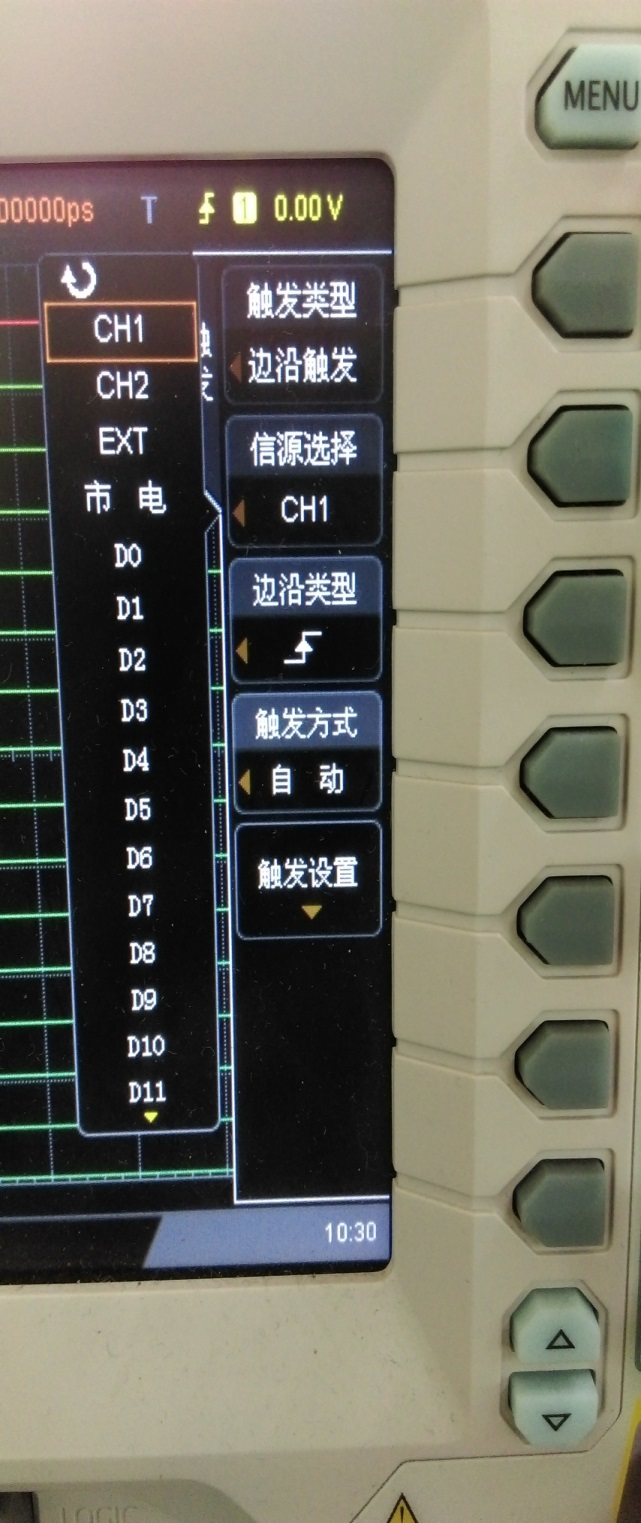 MENU
00000ps T 1 0.00 V
CH1
CH2
EXT
市 电
D0
D1
D2
D3
D4
D5
D6
D7
D8
D9
D10
D11
触发类型
边沿触发
信源选择
CH1
边沿类型
触发方式
自 动
触发设置
10:30
LOGIC